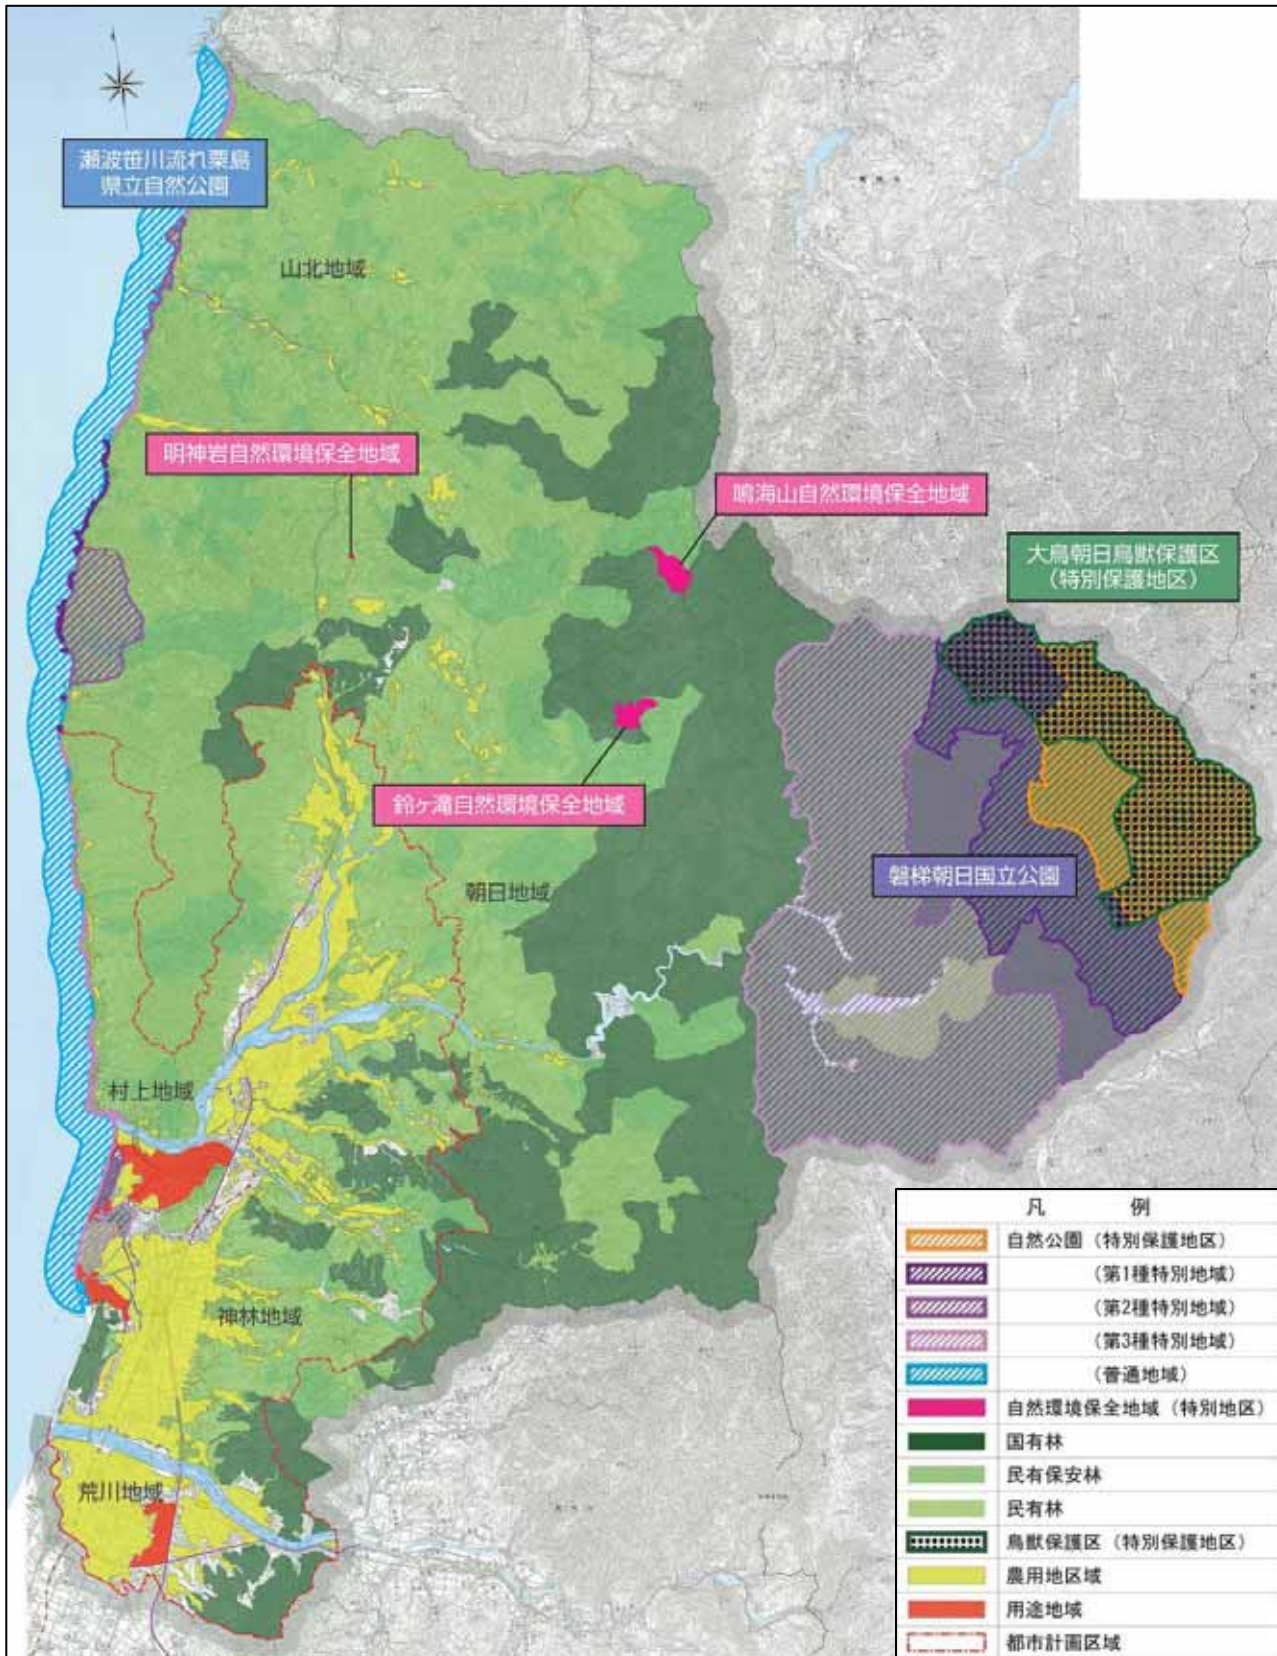 瀬波笹川流れ粟島
県立自然公園
山北地域
明神岩自然環境保全地域
鳴海山自然環境保全地域
大鳥朝日鳥獣保護区
（特別保護地区）
鈴ヶ滝自然環境保全地域
磐梯朝日国立公園
朝日地域
村上地域
神林地域
荒川地域
凡 例
自然公園（特別保護地区）
（第1種特別地域）
（第2種特別地域）
（第3種特別地域）
（普通地域）
自然環境保全地域（特別地区）
国有林
民有保安林
民有林
鳥獣保護区（特別保護地区）
農用地区域
用途地域
都市計画区域